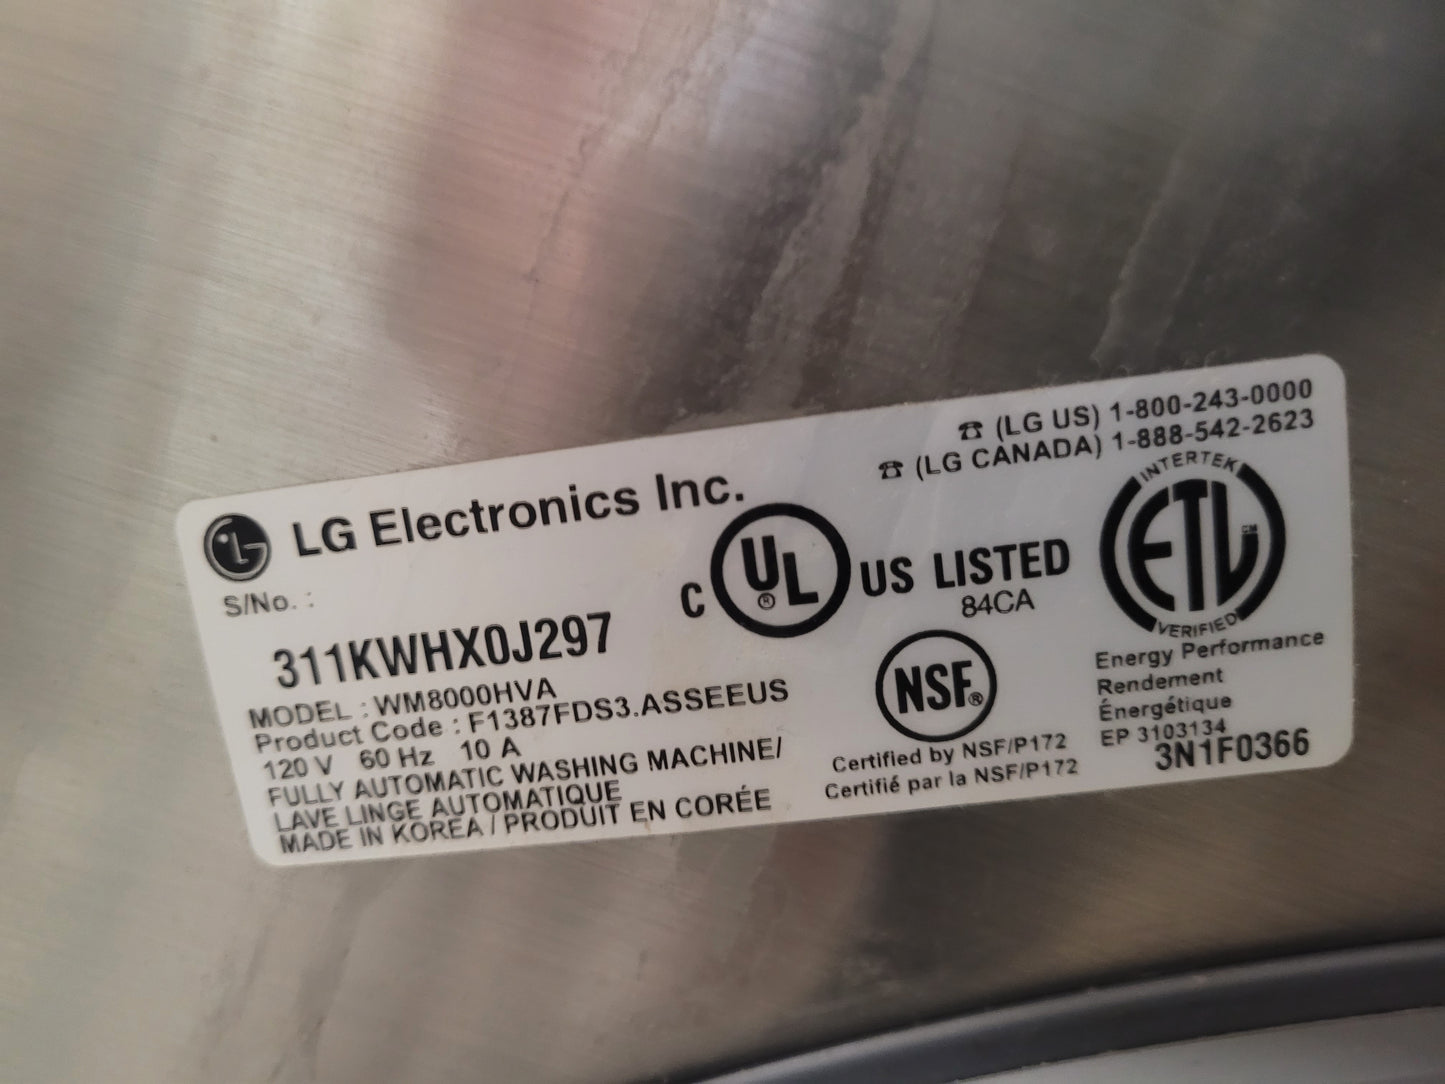 ☎ (LG US) 1-800-243-0000
☎ (LG CANADA) 1-888-542-2623
LG LG Electronics Inc.
S/No. :
311KWHX0J297
MODEL : WM8000HVA
Product Code : F1387FDS3.ASSEEUS
120 V 60 Hz 10 A
FULLY AUTOMATIC WASHING MACHINE/
LAVE LINGE AUTOMATIQUE
MADE IN KOREA / PRODUIT EN CORÉE
C UL ® US LISTED
84CA
NSF®
Certified by NSF/P172
Certifié par la NSF/P172
INTERTEK
ETL CM
VERIFIED
Energy Performance
Rendement
Énergétique
EP 3103134
3N1F0366